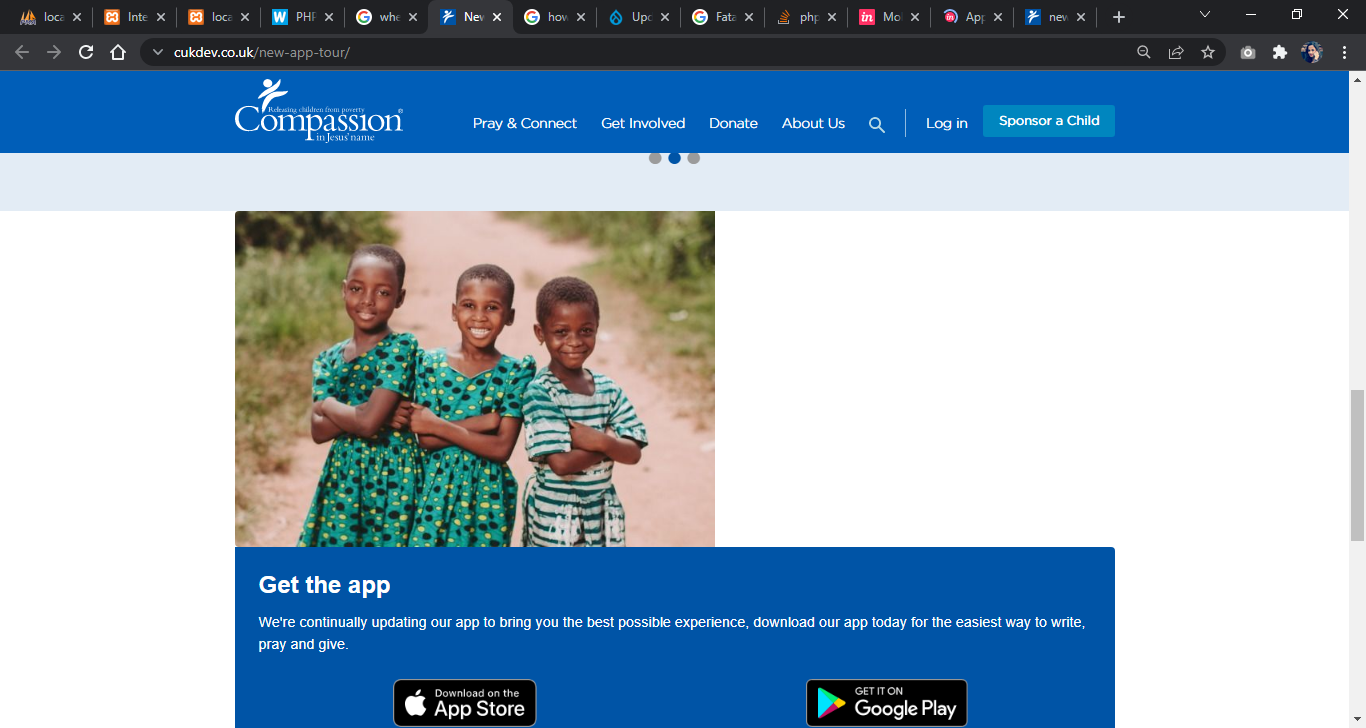 loca
Inte
loca
PHP
whe
New
how
Upd
Fata
php
Mo
App
new
cukdev.co.uk/new-app-tour/
Releasing children from poverty
Compassion®
in Jesus' name
Pray & Connect
Get Involved
Donate
About Us
Log in
Sponsor a Child
Get the app
We're continually updating our app to bring you the best possible experience, download our app today for the easiest way to write,
pray and give.
Download on the
App Store
GET IT ON
Google Play